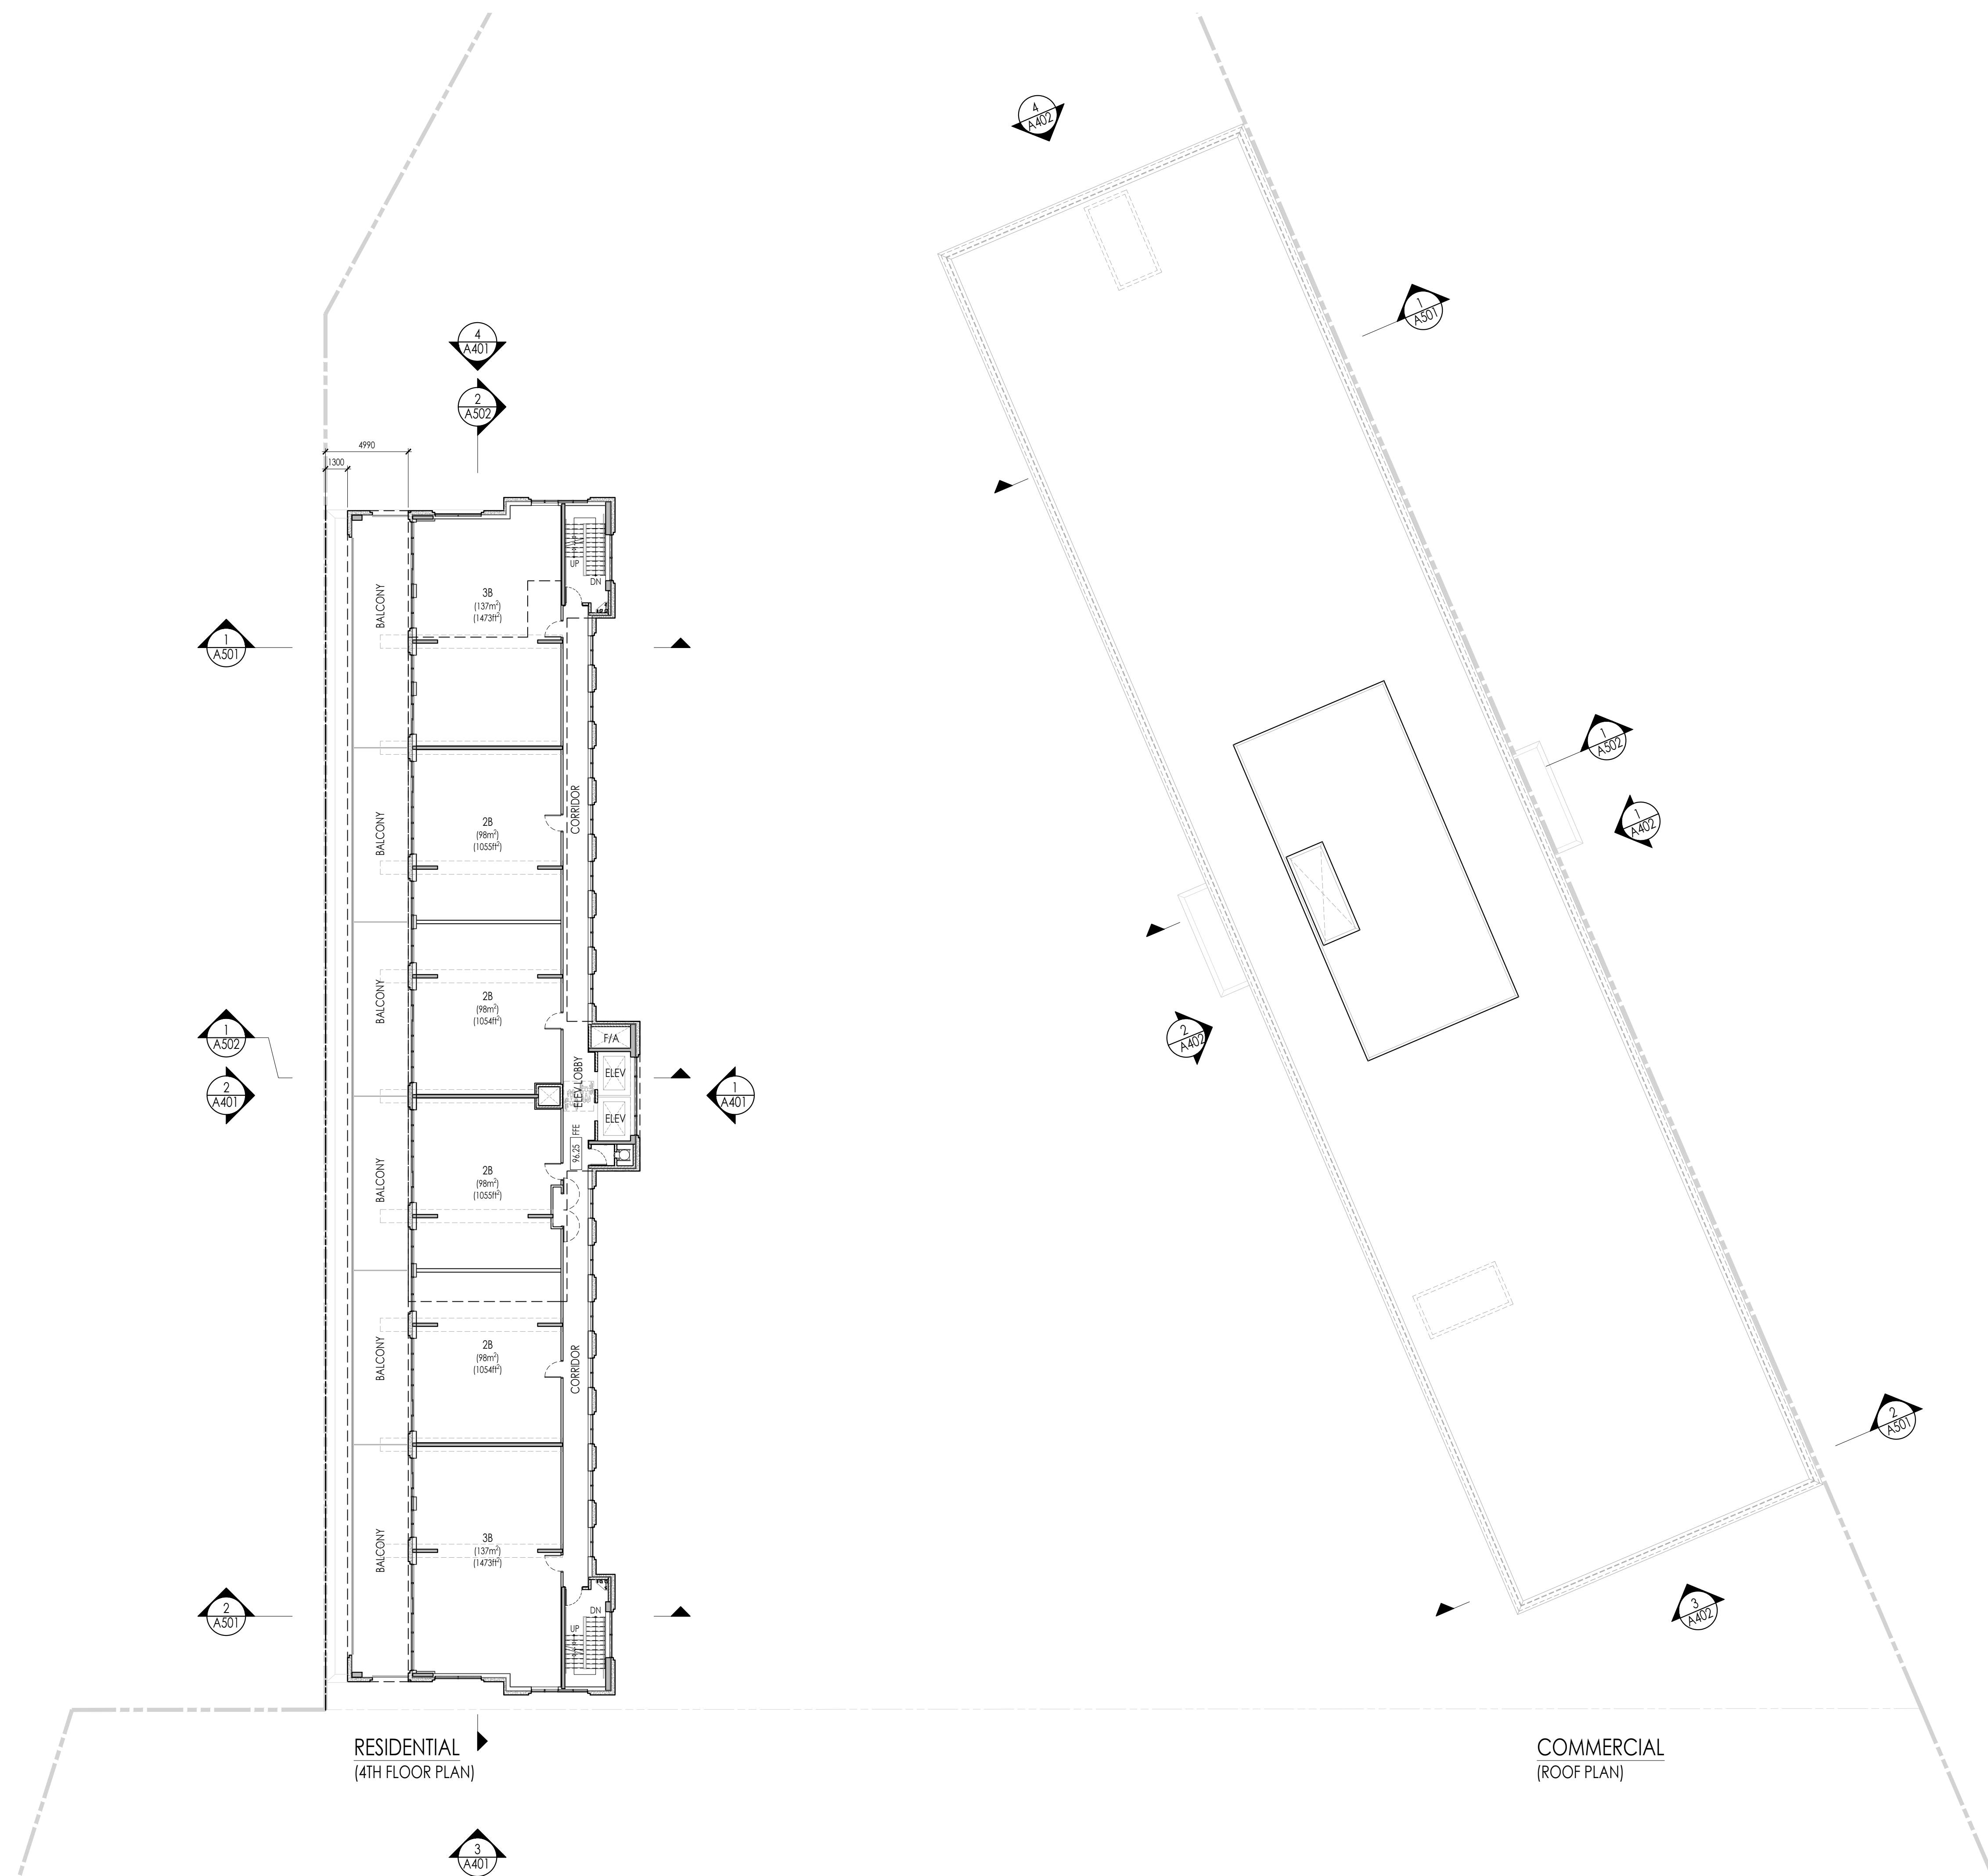 4
A402
1
A501
4
A401
2
A502
4990
1300
UP
DN
BALCONY
3B
(137m²)
(1473ft²)
1
A501
1
A502
1
A402
BALCONY
2B
(98m²)
(1055ft²)
CORRIDOR
BALCONY
2B
(98m²)
(1054ft²)
1
A502
F/A
2
A402
ELEV LOBBY
ELEV
2
A401
1
A401
ELEV
96.25 FFE
BALCONY
2B
(98m²)
(1055ft²)
BALCONY
2B
(98m²)
(1054ft²)
CORRIDOR
2
A501
BALCONY
3B
(137m²)
(1473ft²)
2
A501
DN
UP
3
A402
RESIDENTIAL
(4TH FLOOR PLAN)
COMMERCIAL
(ROOF PLAN)
3
A401